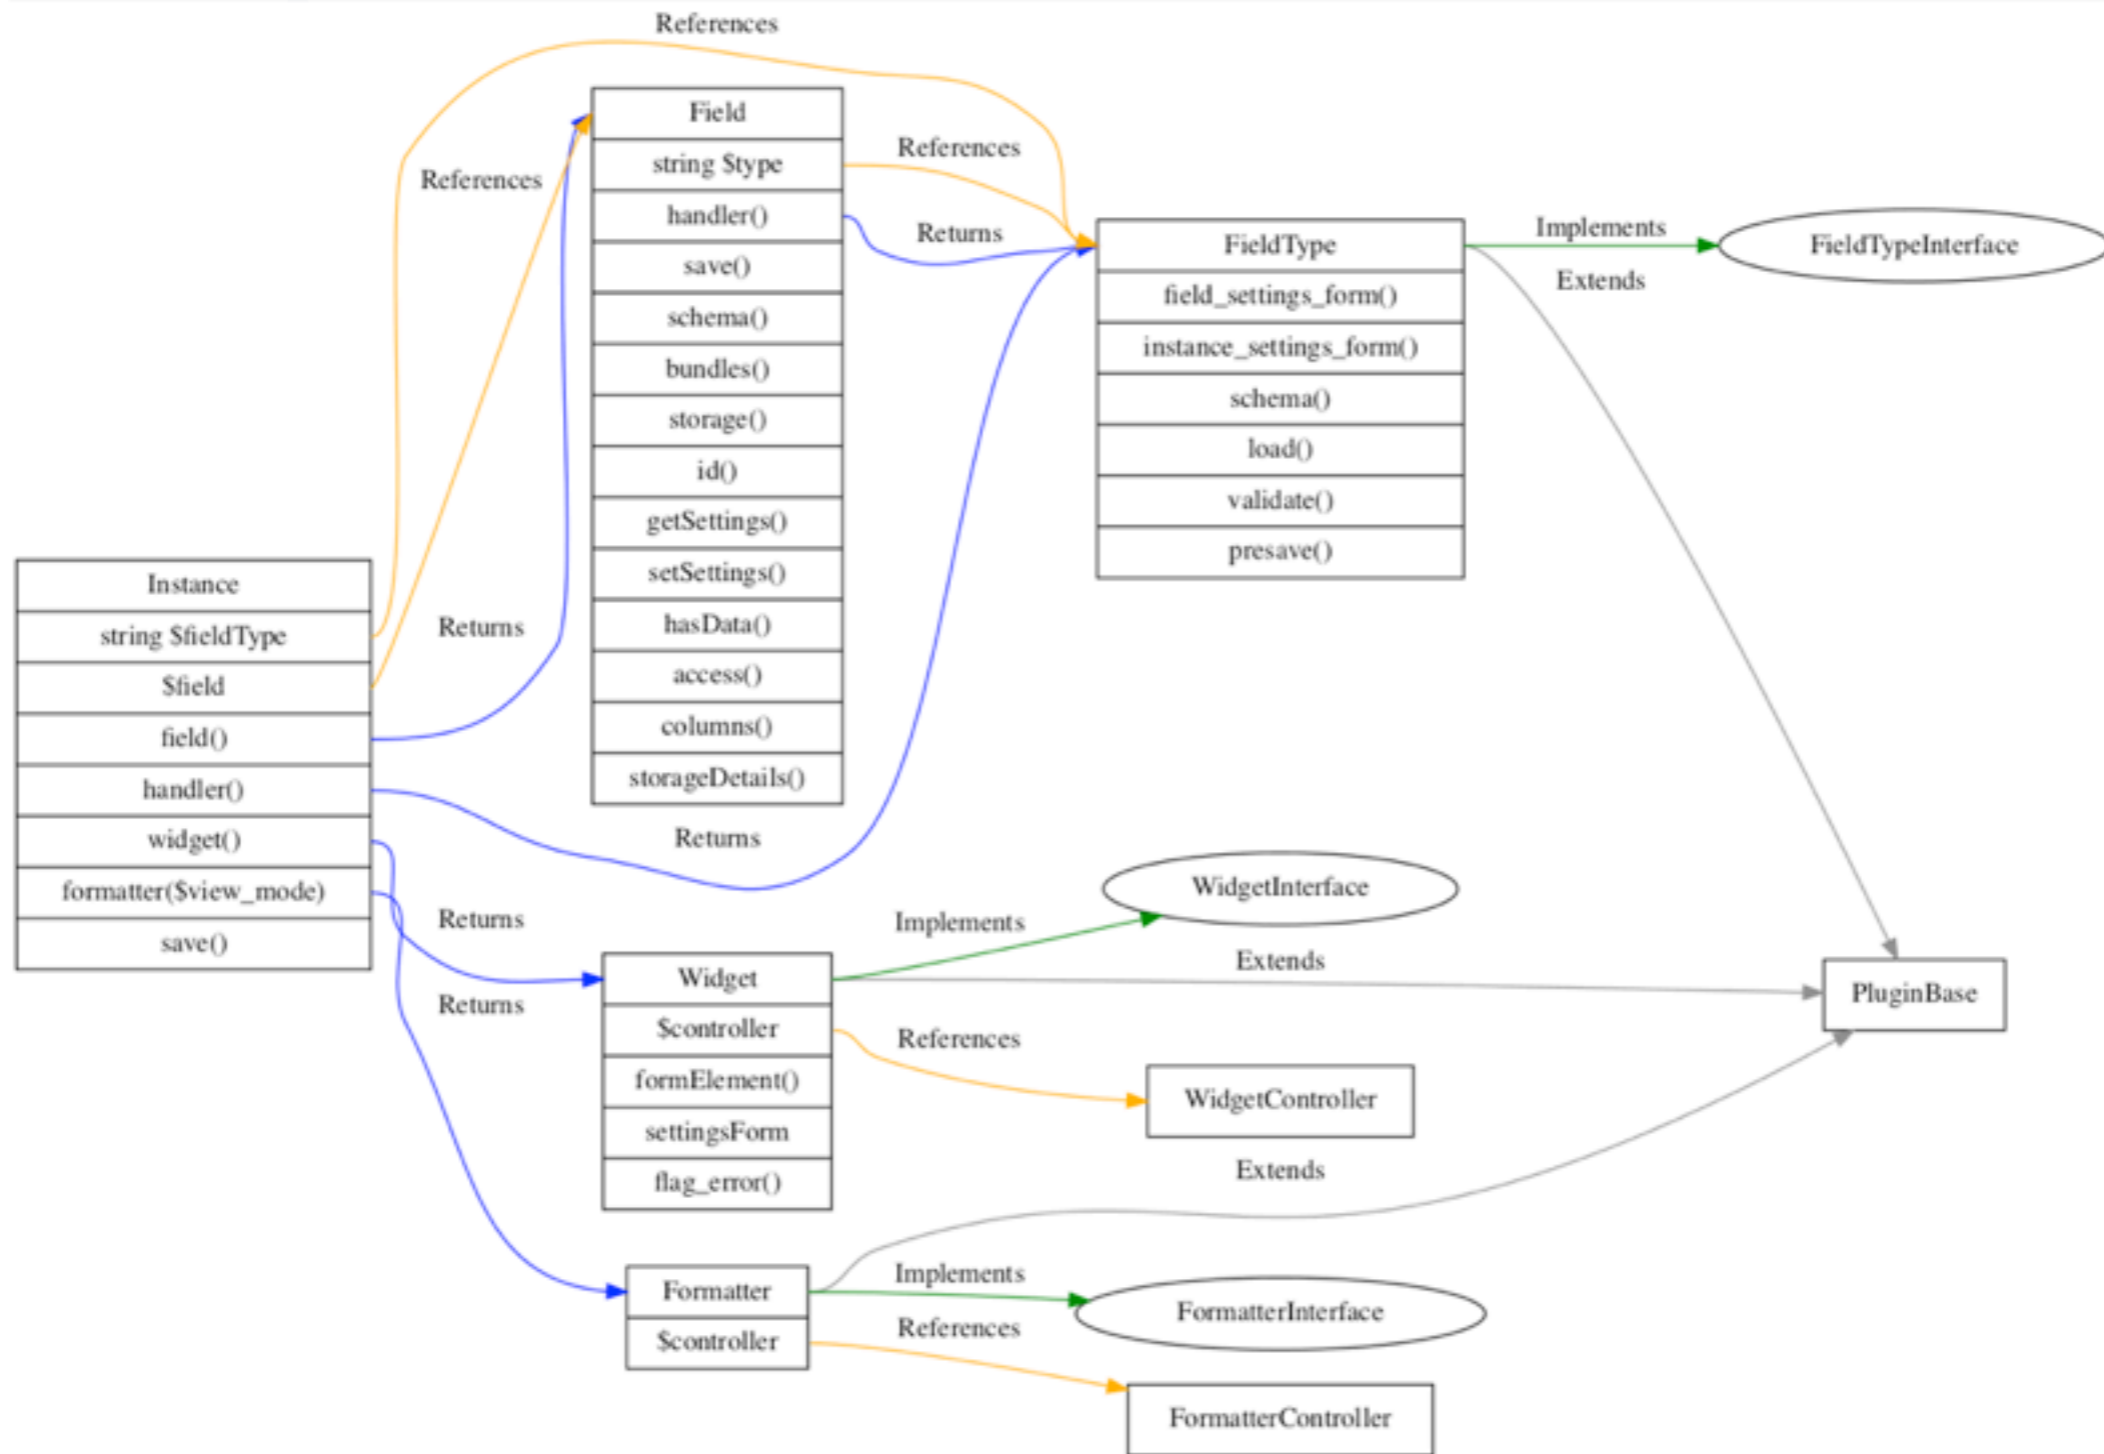 References
Field
string $type
handler()
save()
schema()
bundles()
storage()
id()
getSettings()
setSettings()
hasData()
access()
columns()
storageDetails()
References
References
Returns
FieldType
field_settings_form()
instance_settings_form()
schema()
load()
validate()
presave()
Implements
FieldTypeInterface
Extends
Instance
string $fieldType
$field
field()
handler()
widget()
formatter($view_mode)
save()
Returns
Returns
Returns
Returns
WidgetInterface
Implements
Extends
PluginBase
Widget
$controller
formElement()
settingsForm
flag_error()
References
WidgetController
Extends
Formatter
$controller
Implements
FormatterInterface
References
FormatterController